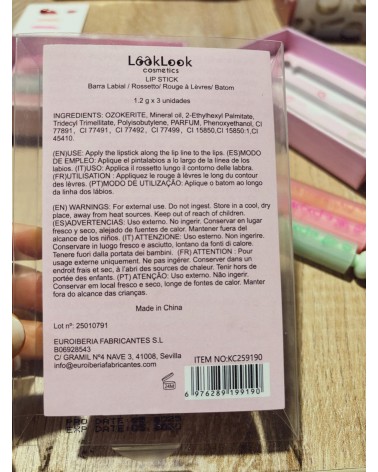 LookLook
cosmetics
LIP STICK
Barra Labial / Rossetto/ Rouge à Lèvres/ Batom
1.2 g x 3 unidades
INGREDIENTS: OZOKERITE, Mineral oil, 2-Ethylhexyl Palmitate,
Tridecyl Trimellitate, Polyisobutylene, PARFUM, Phenoxyethanol, CI
77891, CI 77491, CI 77492, CI 77499, CI 15850,CI 15850:1,CI
45410
(EN)USE: Apply the lipstick along the lip line to the lips. (ES)MODO
DE EMPLEO: Aplique el pintalabios a lo largo de la línea de los
labios. (IT)USO: Applica il rossetto lungo il contorno delle labbra.
(FR)UTILISATION : Appliquez le rouge à lèvres le long du contour
des lèvres. (PT)MODO DE UTILIZAÇÃO: Aplique o batom ao longo
da linha dos lábios.
(EN) WARNINGS: For external use. Do not ingest. Store in a cool, dry
place, away from heat sources. Keep out of reach of children.
(ES)ADVERTENCIAS: Uso externo. No ingerir. Conservar en lugar
fresco y seco, alejado de fuentes de calor. Mantener fuera del
alcance de los niños. (IT) ATTENZIONE: Uso esterno. Non ingerire.
Conservare in luogo fresco e asciutto, lontano da fonti di calore.
Tenere fuori dalla portata dei bambini. (FR) ATTENTION : Pour
usage externe uniquement. Ne pas ingérer. Conserver dans un
endroit frais et sec, à l'abri des sources de chaleur. Tenir hors de
portée des enfants. (PT) ATENÇÃO: Uso externo. Não ingerir.
Conservar em local fresco e seco, longe de fontes de calor. Manter
fora do alcance das crianças.
Made in China
Lot nº: 25010791
EUROIBERIA FABRICANTES S.L
B06928543
C/ GRAMIL Nº4 NAVE 3, 41008, Sevilla
info@euroiberiafabricantes.com
24M
ITEM NO:KC259190
6 976289 199190
PRO DATE:
EXP DATE:05.